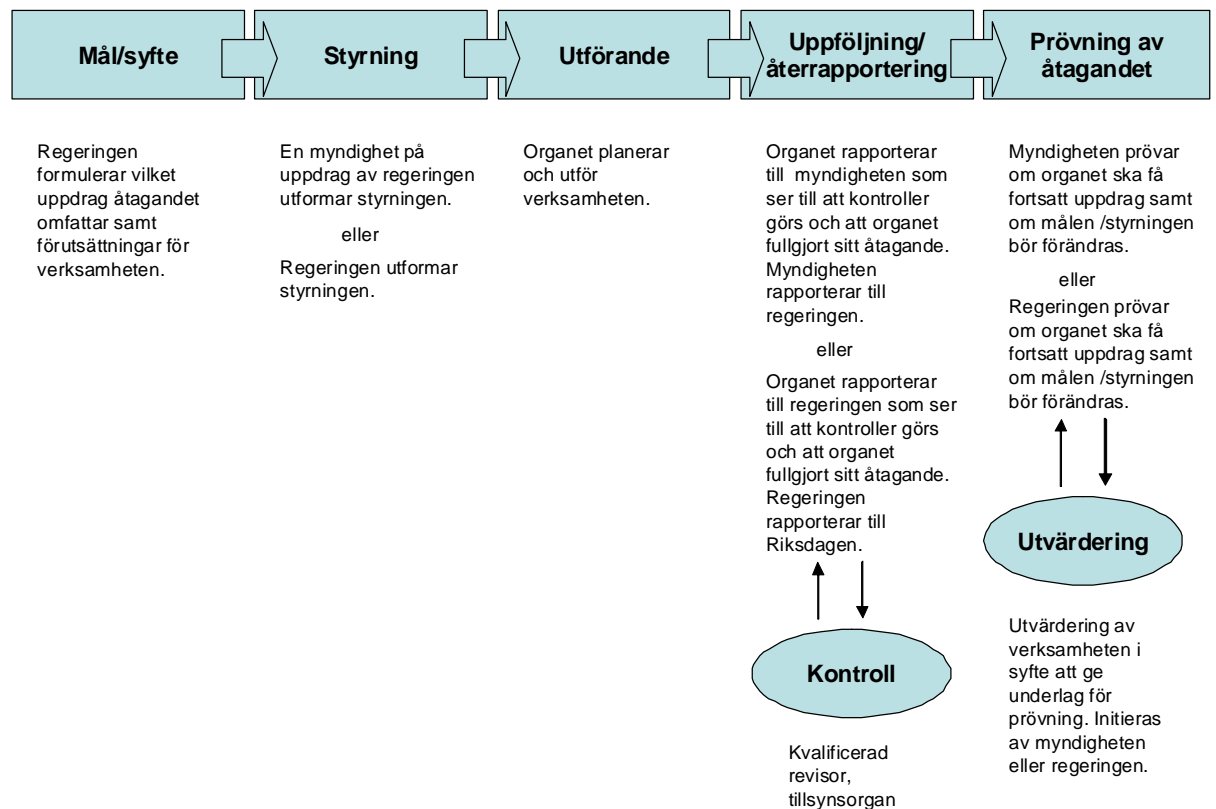 Mål/syfte
Styrning
Utförande
Uppföljning/
återrapportering
Prövning av
åtagandet
Regeringen
formulerar vilket
uppdrag åtagandet
omfattar samt
förutsättningar för
verksamheten.
En myndighet på
uppdrag av regeringen
utformar styrningen.
eller
Regeringen utformar
styrningen.
Organet planerar
och utför
verksamheten.
Organet rapporterar
till myndigheten som
ser till att kontroller
görs och att organet
fullgjort sitt åtagande.
Myndigheten
rapporterar till
regeringen.
eller
Organet rapporterar
till regeringen som ser
till att kontroller görs
och att organet
fullgjort sitt åtagande.
Regeringen
rapporterar till
Riksdagen.
Kontroll
Kvalificerad
revisor,
tillsynsorgan
Myndigheten prövar
om organet ska få
fortsatt uppdrag samt
om målen /styrningen
bör förändras.
eller
Regeringen prövar
om organet ska få
fortsatt uppdrag samt
om målen /styrningen
bör förändras.
Utvärdering
Utvärdering av
verksamheten i
syfte att ge
underlag för
prövning. Initieras
av myndigheten
eller regeringen.